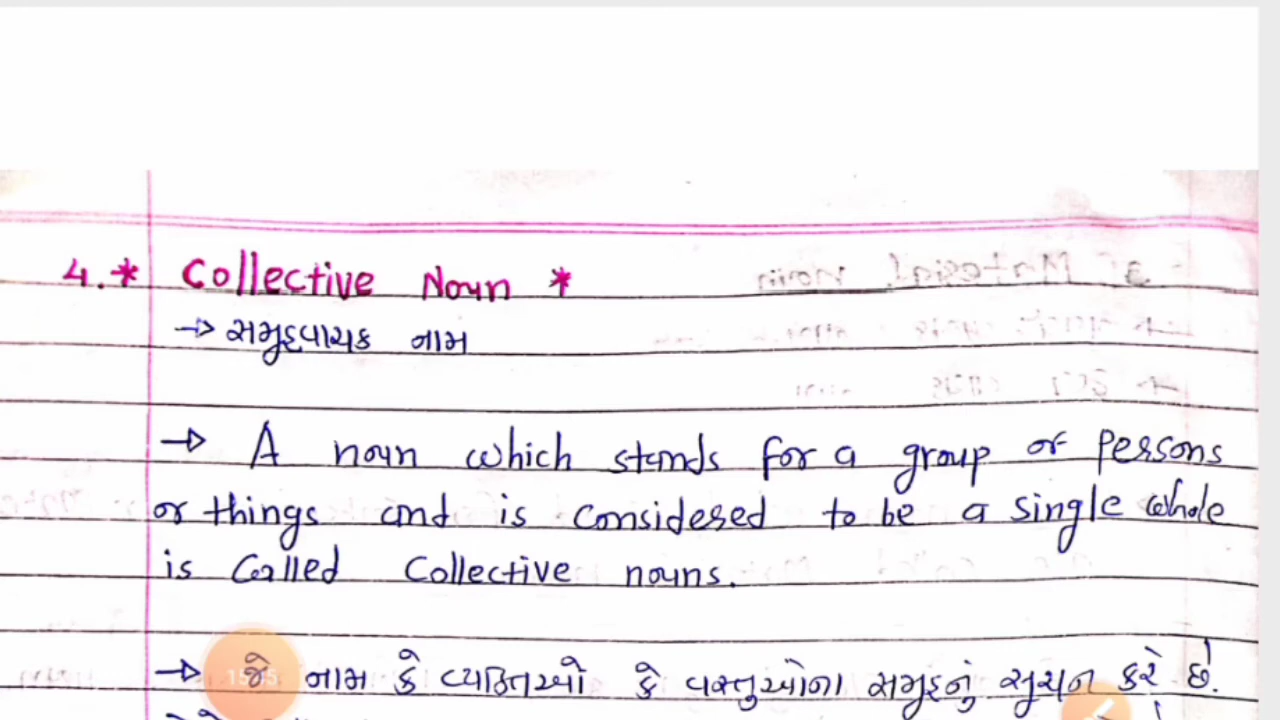 4.* Collective Noun *
→ સમુહવાચક નામ
→ A noun which stands for a group of persons
or things and is considered to be a single whole
is called Collective nouns.
→ જે નામ કે વ્યક્તિઓ કે વસ્તુઓના સમુહનું સુચન કરે છે.